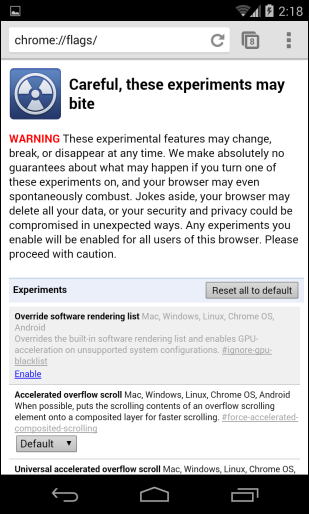 2:18
chrome://flags/
8
Careful, these experiments may
bite
WARNING These experimental features may change,
break, or disappear at any time. We make absolutely no
guarantees about what may happen if you turn one of
these experiments on, and your browser may even
spontaneously combust. Jokes aside, your browser may
delete all your data, or your security and privacy could be
compromised in unexpected ways. Any experiments you
enable will be enabled for all users of this browser. Please
proceed with caution.
Experiments
Reset all to default
Override software rendering list Mac, Windows, Linux, Chrome OS,
Android
Overrides the built-in software rendering list and enables GPU-
acceleration on unsupported system configurations. #ignore-gpu-
blacklist
Enable
Accelerated overflow scroll Mac, Windows, Linux, Chrome OS, Android
When possible, puts the scrolling contents of an overflow scrolling
element onto a composited layer for faster scrolling. #force-accelerated-
composited-scrolling
Default
Universal accelerated overflow scroll Mac, Windows, Linux, Chrome OS,